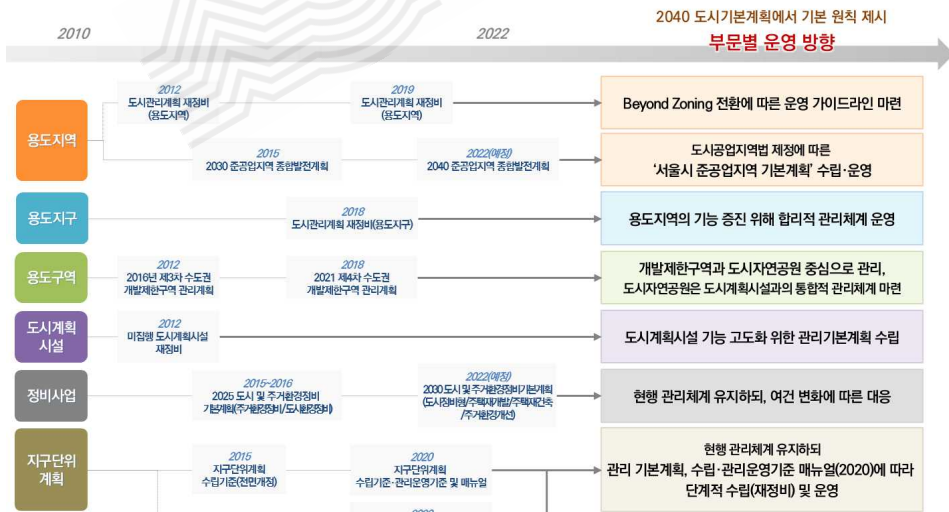 2040 도시기본계획에서 기본 원칙 제시
2010
2022
부문별 운영 방향
용도지역
2012
도시관리계획 재정비
(용도지역)
2019
도시관리계획 재정비
(용도지역)
Beyond Zoning 전환에 따른 운영 가이드라인 마련
2015
2030 준공업지역 종합발전계획
2022(예정)
2040 준공업지역 종합발전계획
도시공업지역법 제정에 따른
‘서울시 준공업지역 기본계획’ 수립·운영
용도지구
2018
도시관리계획 재정비(용도지구)
용도지역의 기능 증진 위해 합리적 관리체계 운영
용도구역
2012
2016년 제3차 수도권
개발제한구역 관리계획
2018
2021 제4차 수도권
개발제한구역 관리계획
개발제한구역과 도시자연공원 중심으로 관리,
도시자연공원은 도시계획시설과의 통합적 관리체계 마련
도시계획
시설
2012
미집행 도시계획시설
재정비
도시계획시설 기능 고도화 위한 관리기본계획 수립
정비사업
2015~2016
2025 도시 및 주거환경정비
기본계획(주거환경정비/도시환경정비)
2022(예정)
2030 도시 및 주거환경정비기본계획
(도시정비형/주택재개발/주택재건축
/주거환경개선)
현행 관리체계 유지하되, 여건 변화에 따른 대응
지구단위
계획
2015
지구단위계획
수립기준(전면개정)
2020
지구단위계획
수립기준·관리운영기준 및 매뉴얼
현행 관리체계 유지하되
관리 기본계획, 수립·관리운영기준 매뉴얼(2020)에 따라
단계적 수립(재정비) 및 운영